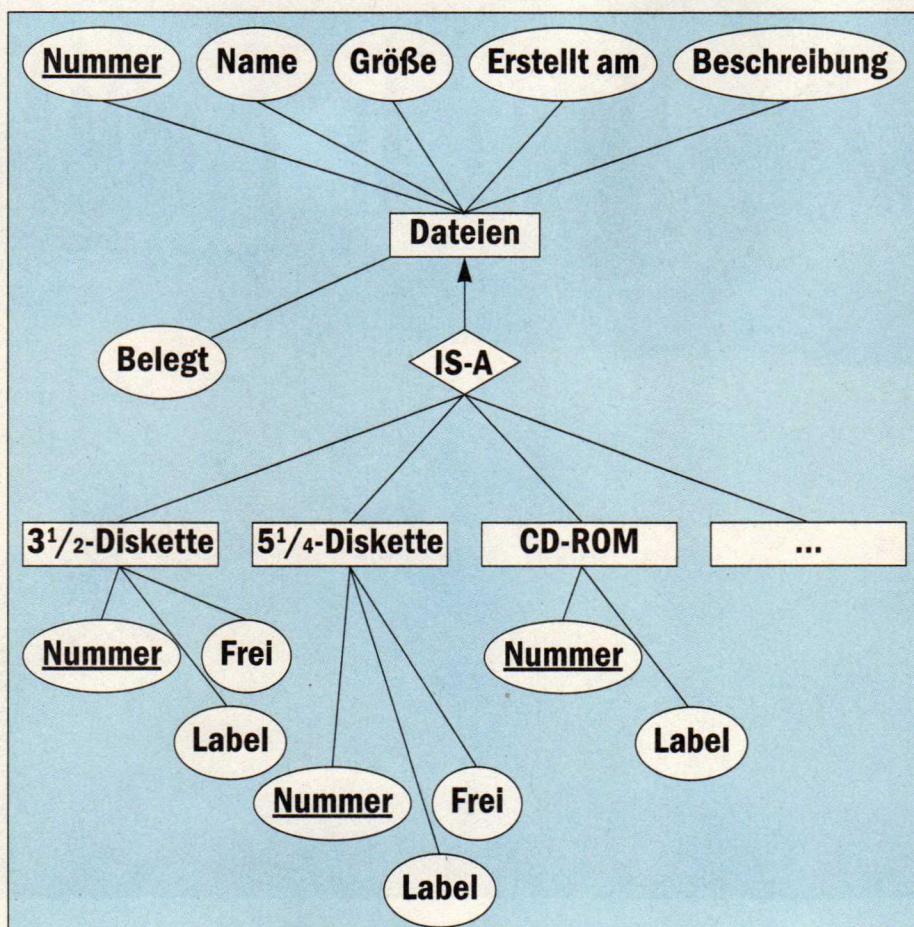 Nummer Name Größe Erstellt am Beschreibung
Dateien
Belegt
IS-A
3¹/₂-Diskette 5¹/₄-Diskette CD-ROM ...
Nummer Frei Nummer
Label Label
Nummer Frei
Label